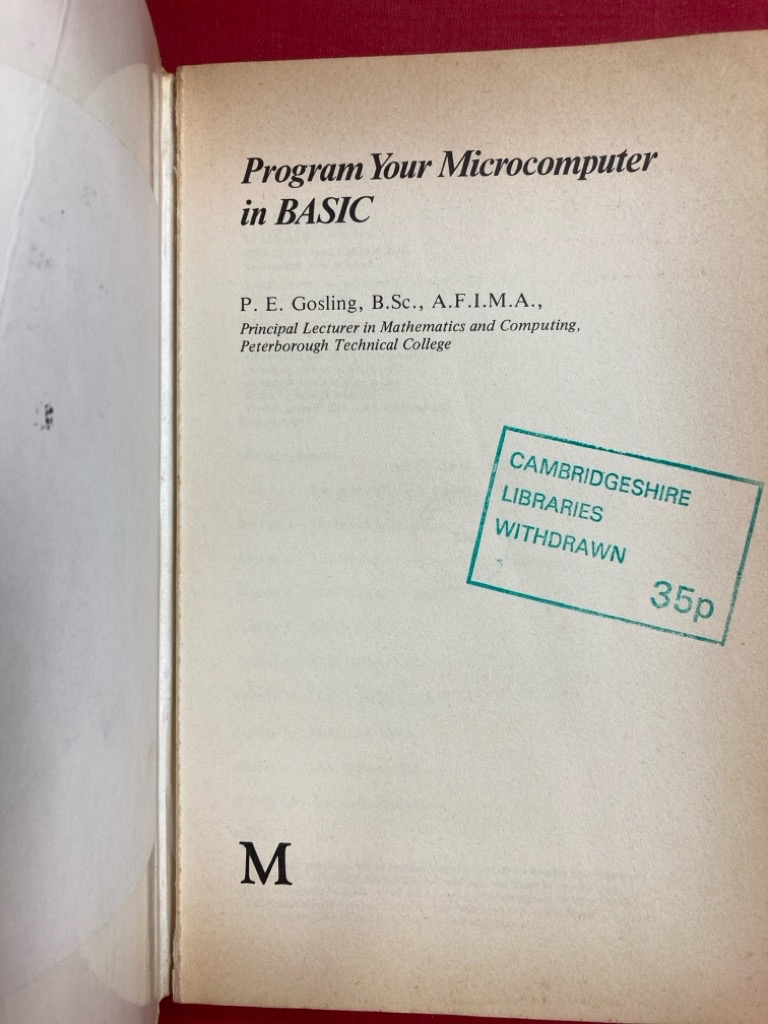 Program Your Microcomputer
in BASIC
P. E. Gosling, B.Sc., A.F.I.M.A.,
Principal Lecturer in Mathematics and Computing,
Peterborough Technical College
CAMBRIDGESHIRE
LIBRARIES
WITHDRAWN
35p
M